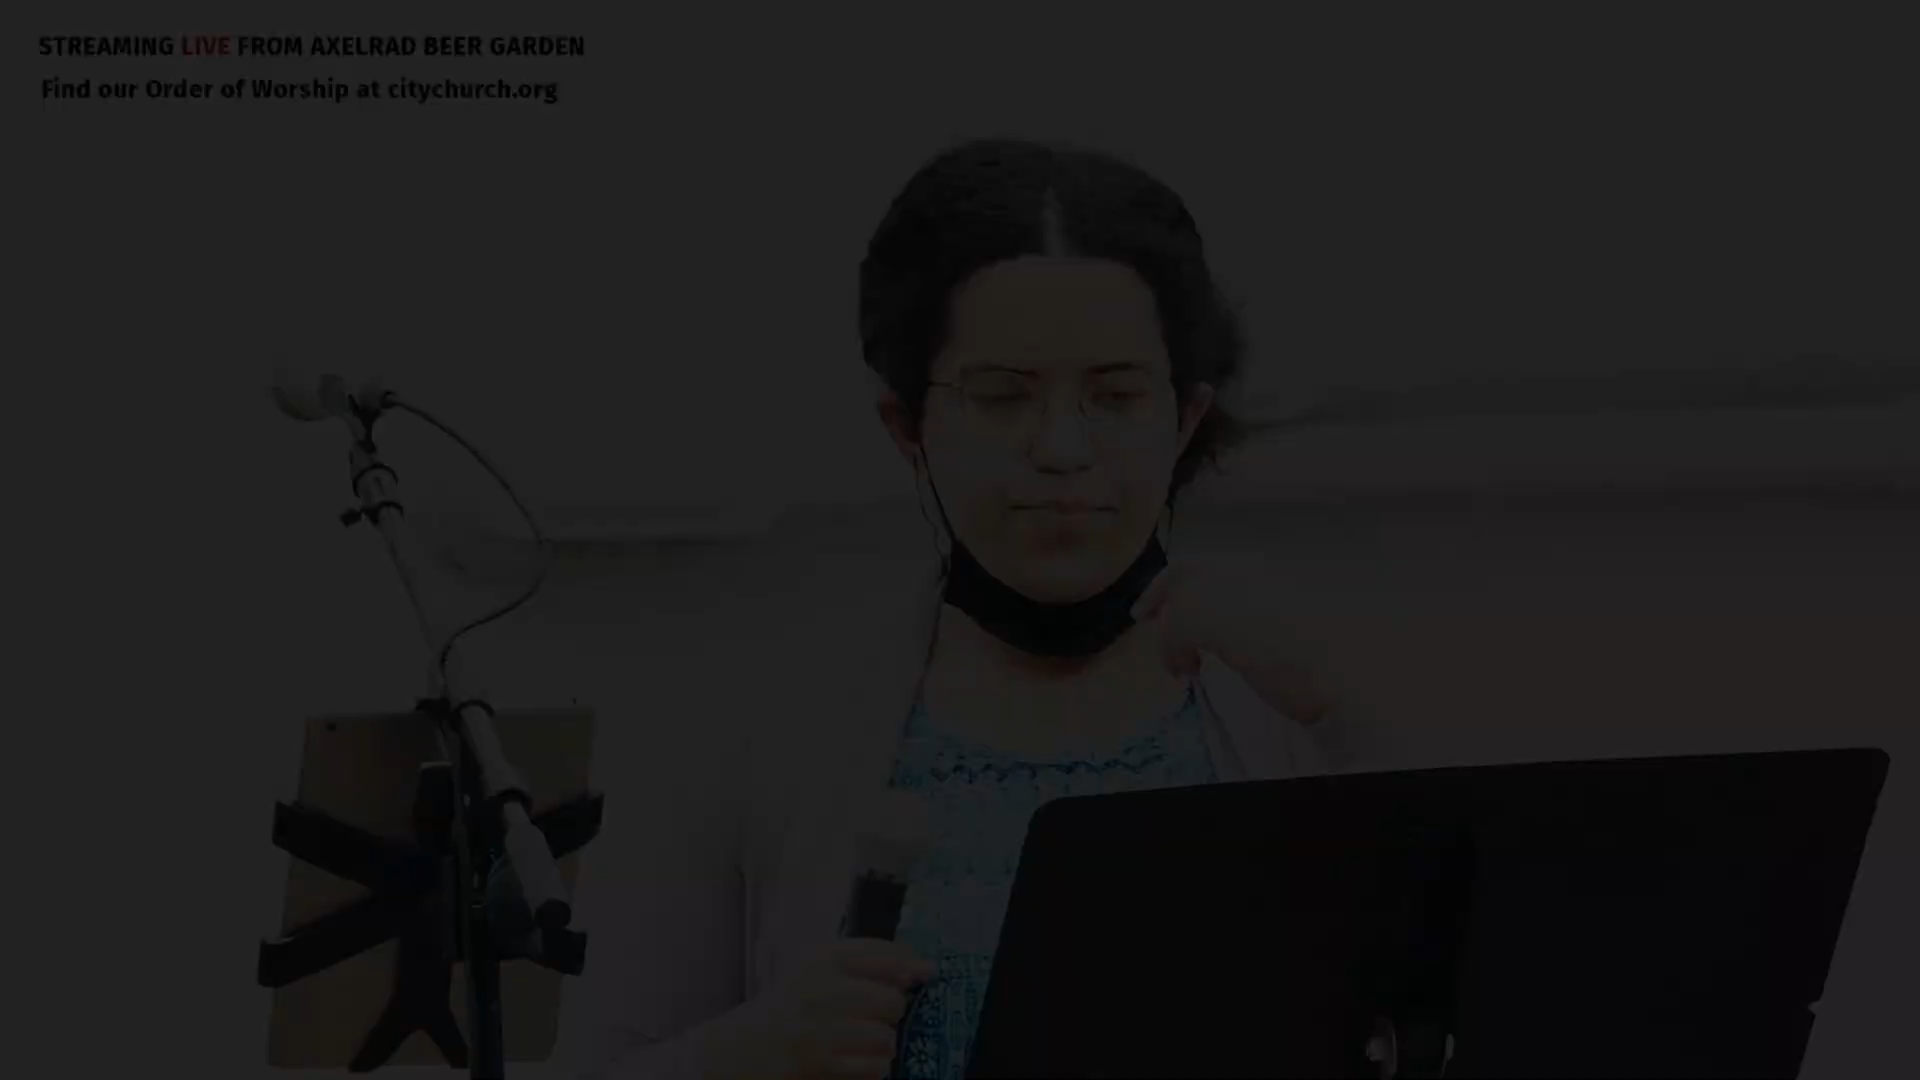 STREAMING LIVE FROM AXELRAD BEER GARDEN
Find our Order of Worship at citychurch.org